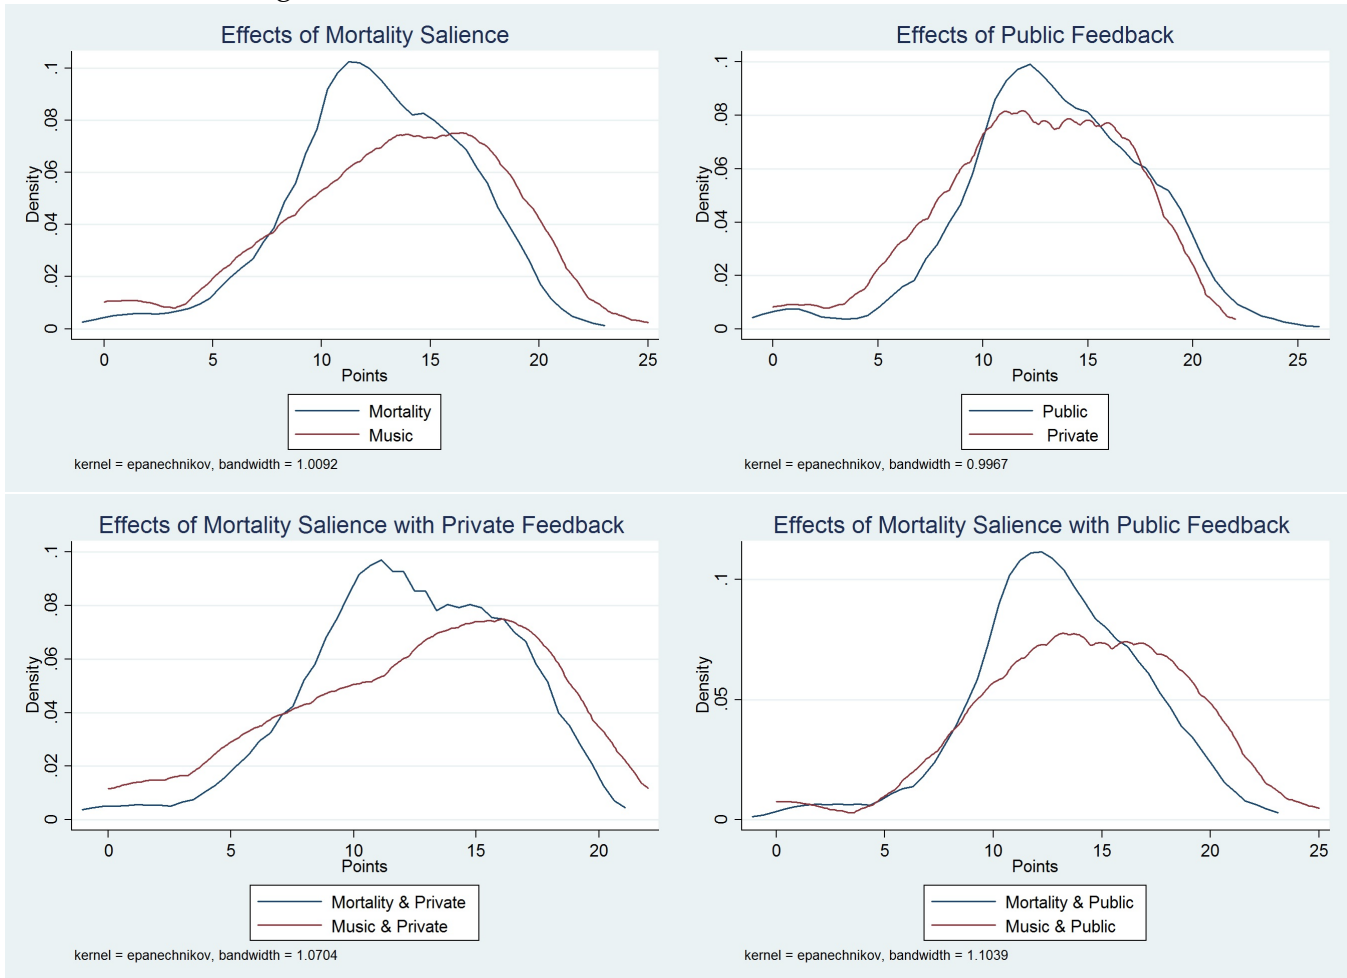 Effects of Mortality Salience
Density
0 .02 .04 .06 .08 .1
0 5 10 15 20 25
Points
Mortality
Music
kernel = epanechnikov, bandwidth = 1.0092
Effects of Public Feedback
Density
0 .02 .04 .06 .08 .1
0 5 10 15 20 25
Points
Public
Private
kernel = epanechnikov, bandwidth = 0.9967
Effects of Mortality Salience with Private Feedback
Density
0 .02 .04 .06 .08 .1
0 5 10 15 20
Points
Mortality & Private
Music & Private
kernel = epanechnikov, bandwidth = 1.0704
Effects of Mortality Salience with Public Feedback
Density
0 .05 .1
0 5 10 15 20 25
Points
Mortality & Public
Music & Public
kernel = epanechnikov, bandwidth = 1.1039